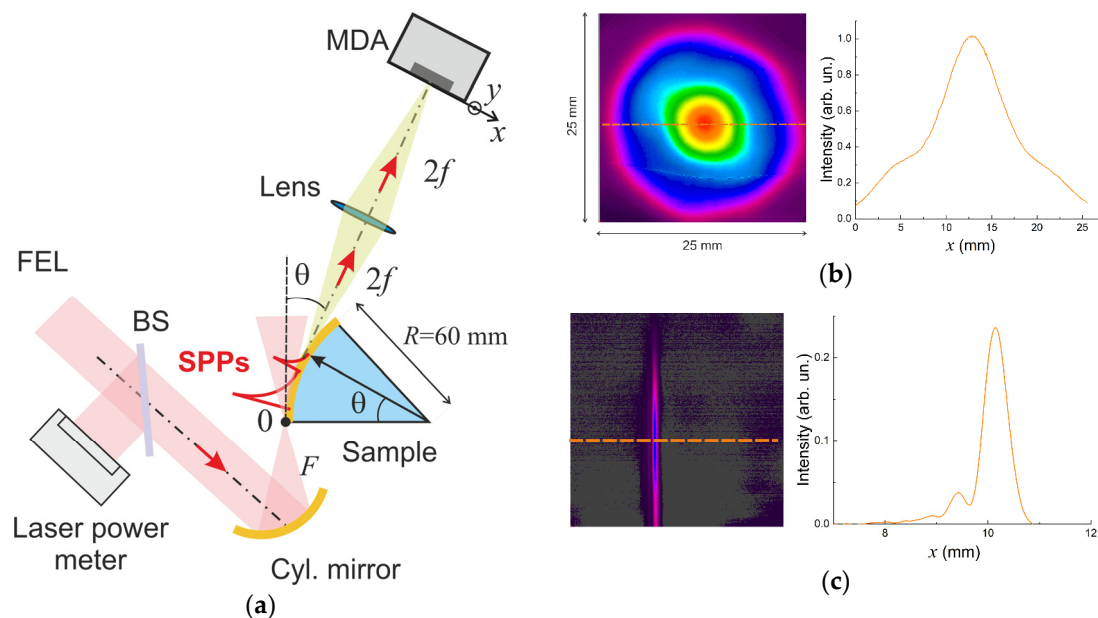 MDA
y
x
2f
Lens
FEL
θ
2f
BS
R=60 mm
SPPs
θ
0
Sample
F
Laser power
meter
Cyl. mirror
(a)
25 mm
25 mm
Intensity (arb. un.)
1.0
0.8
0.6
0.4
0.2
0.0
0 5 10 15 20 25
x (mm)
(b)
Intensity (arb. un.)
0.2
0.1
0.0
8 10 12
x (mm)
(c)